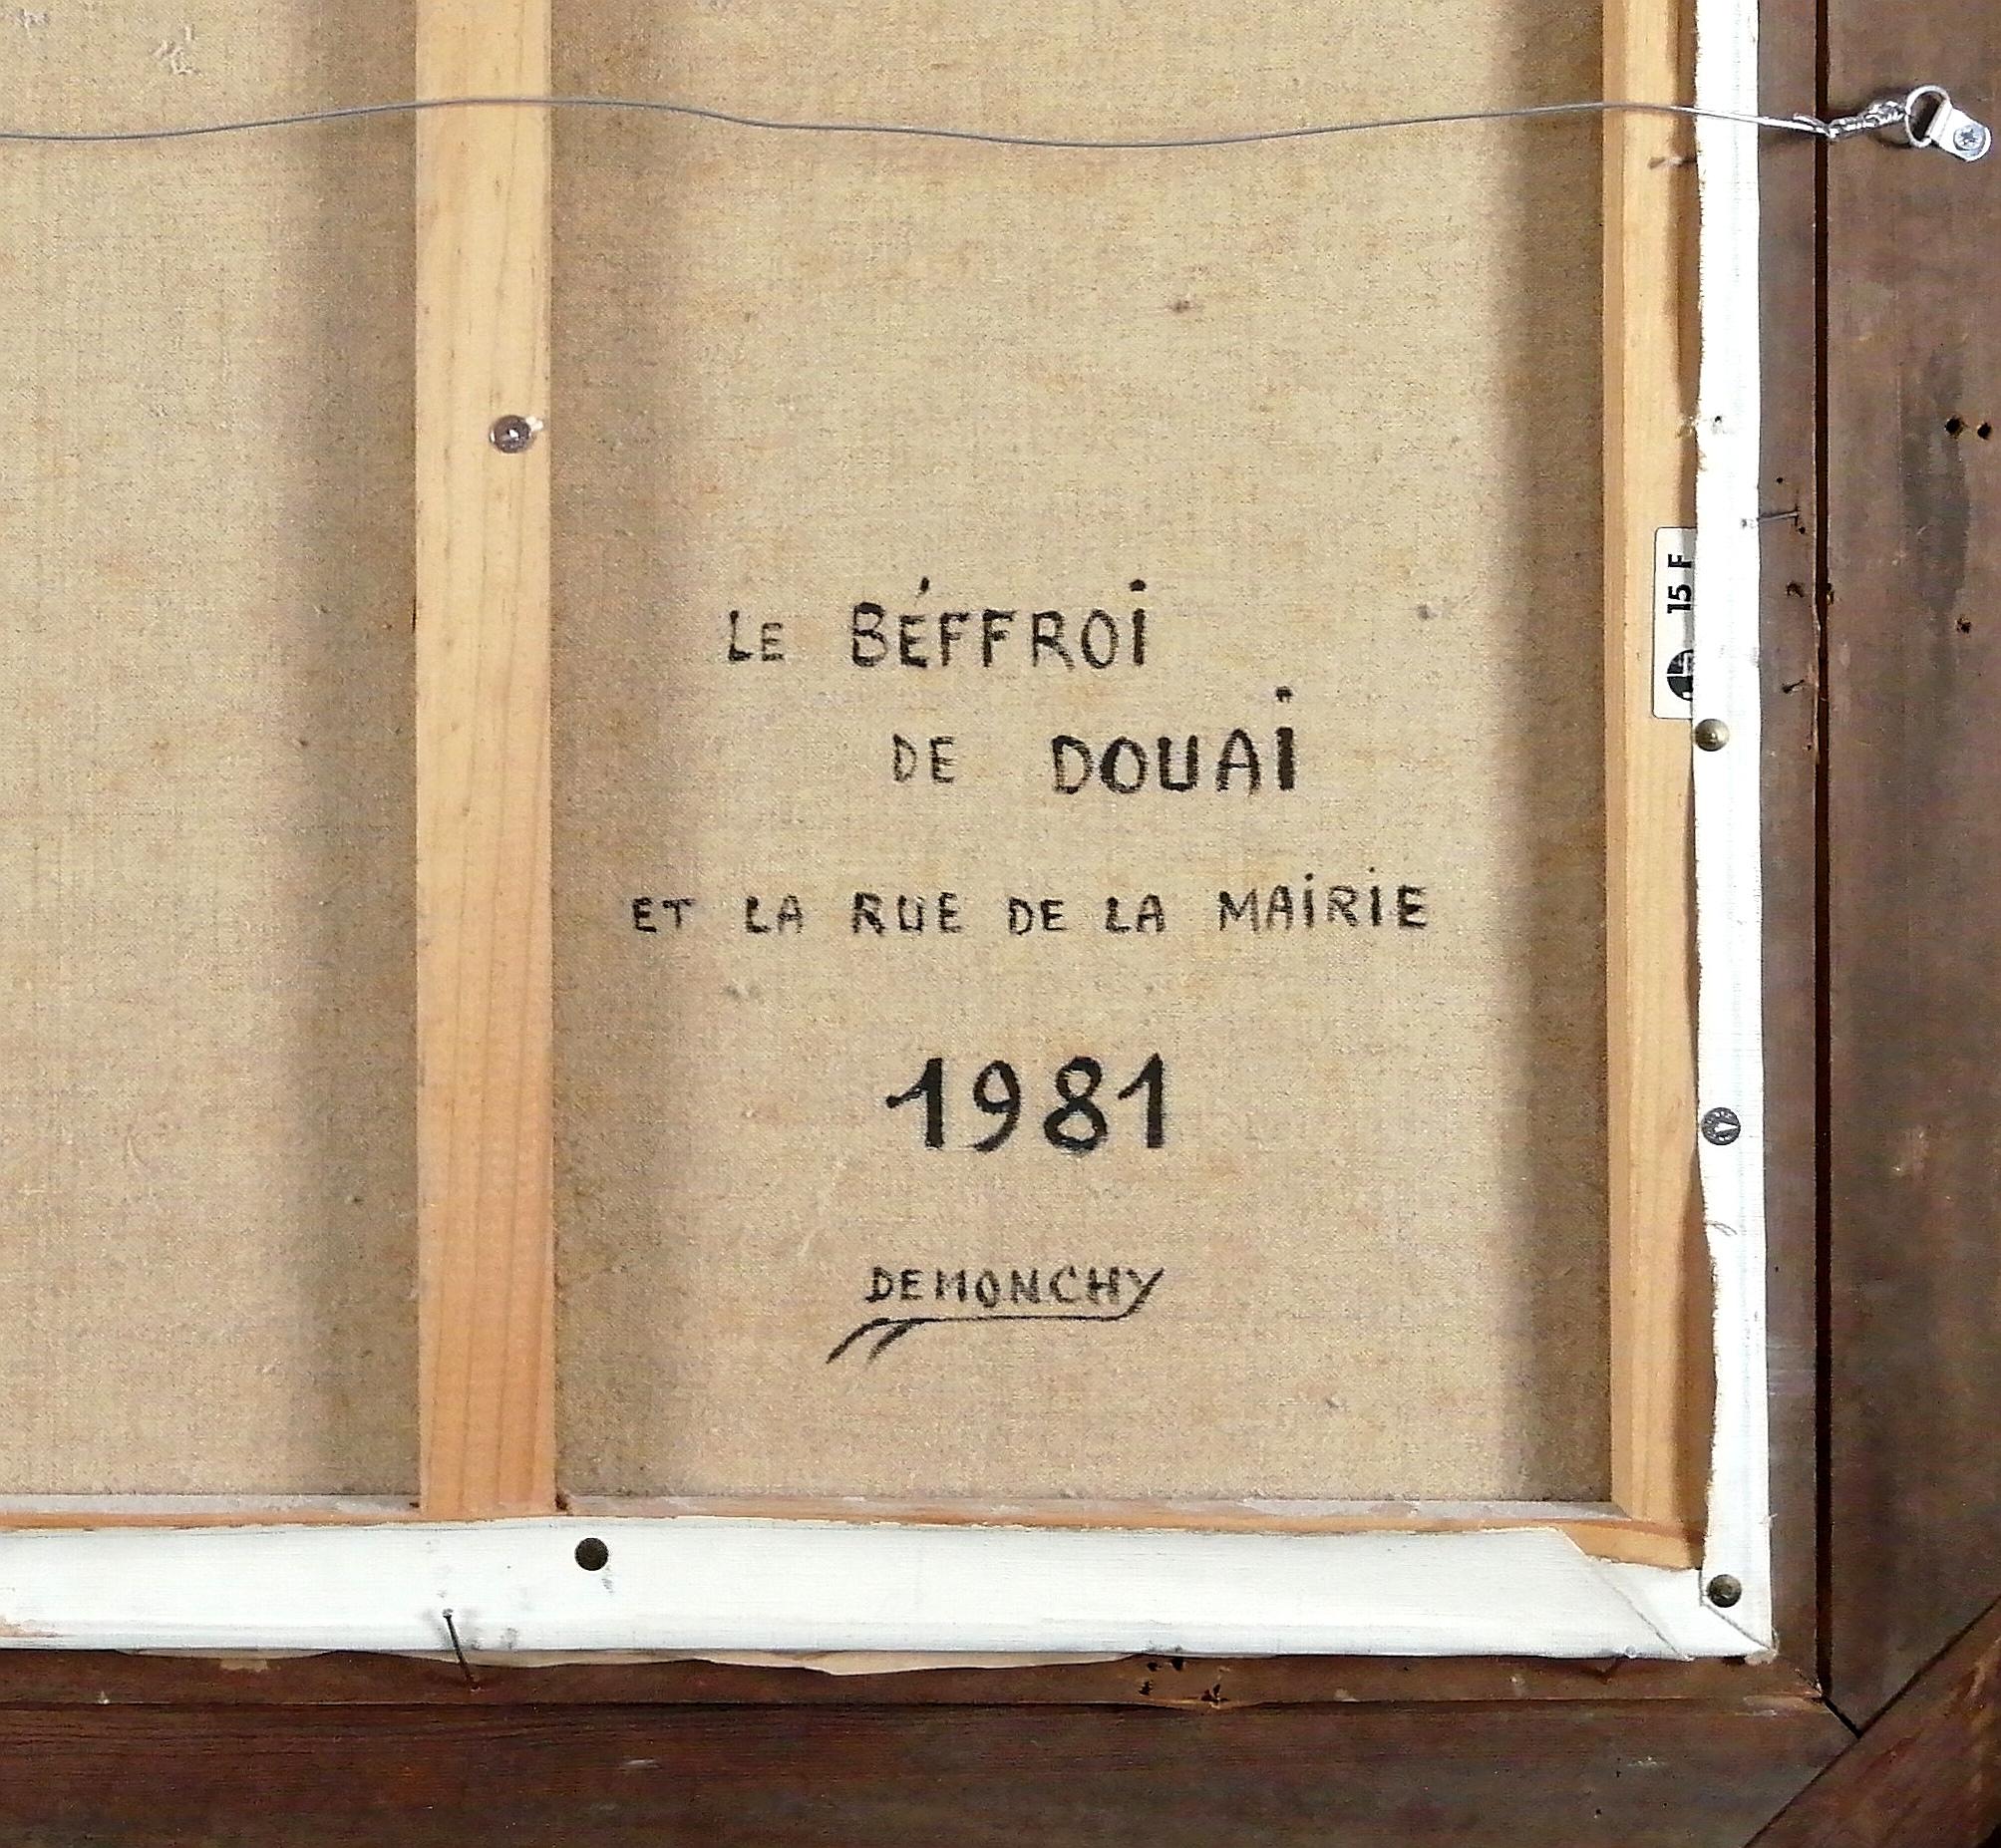 LE BÉFFROi
DE DOUAi
ET LA RUE DE LA MAiRiE
1981
DEMONCHY
15 F